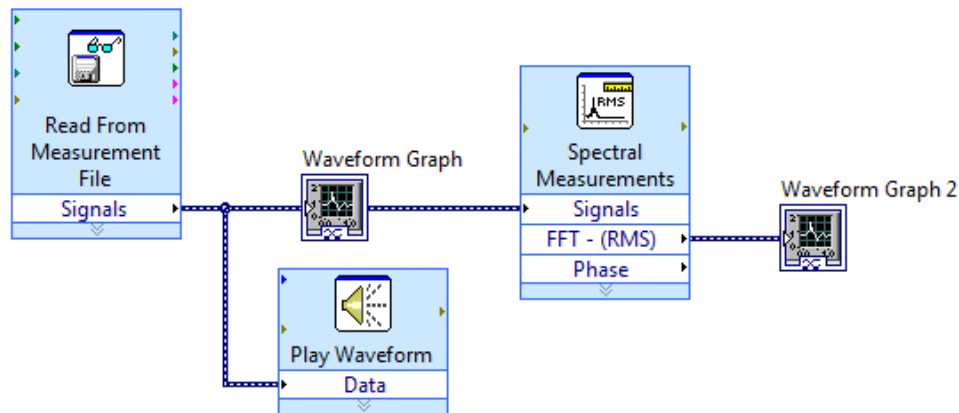 Read From
Measurement
File
Signals
Waveform Graph
Play Waveform
Data
RMS
Spectral
Measurements
Signals
FFT - (RMS)
Phase
Waveform Graph 2